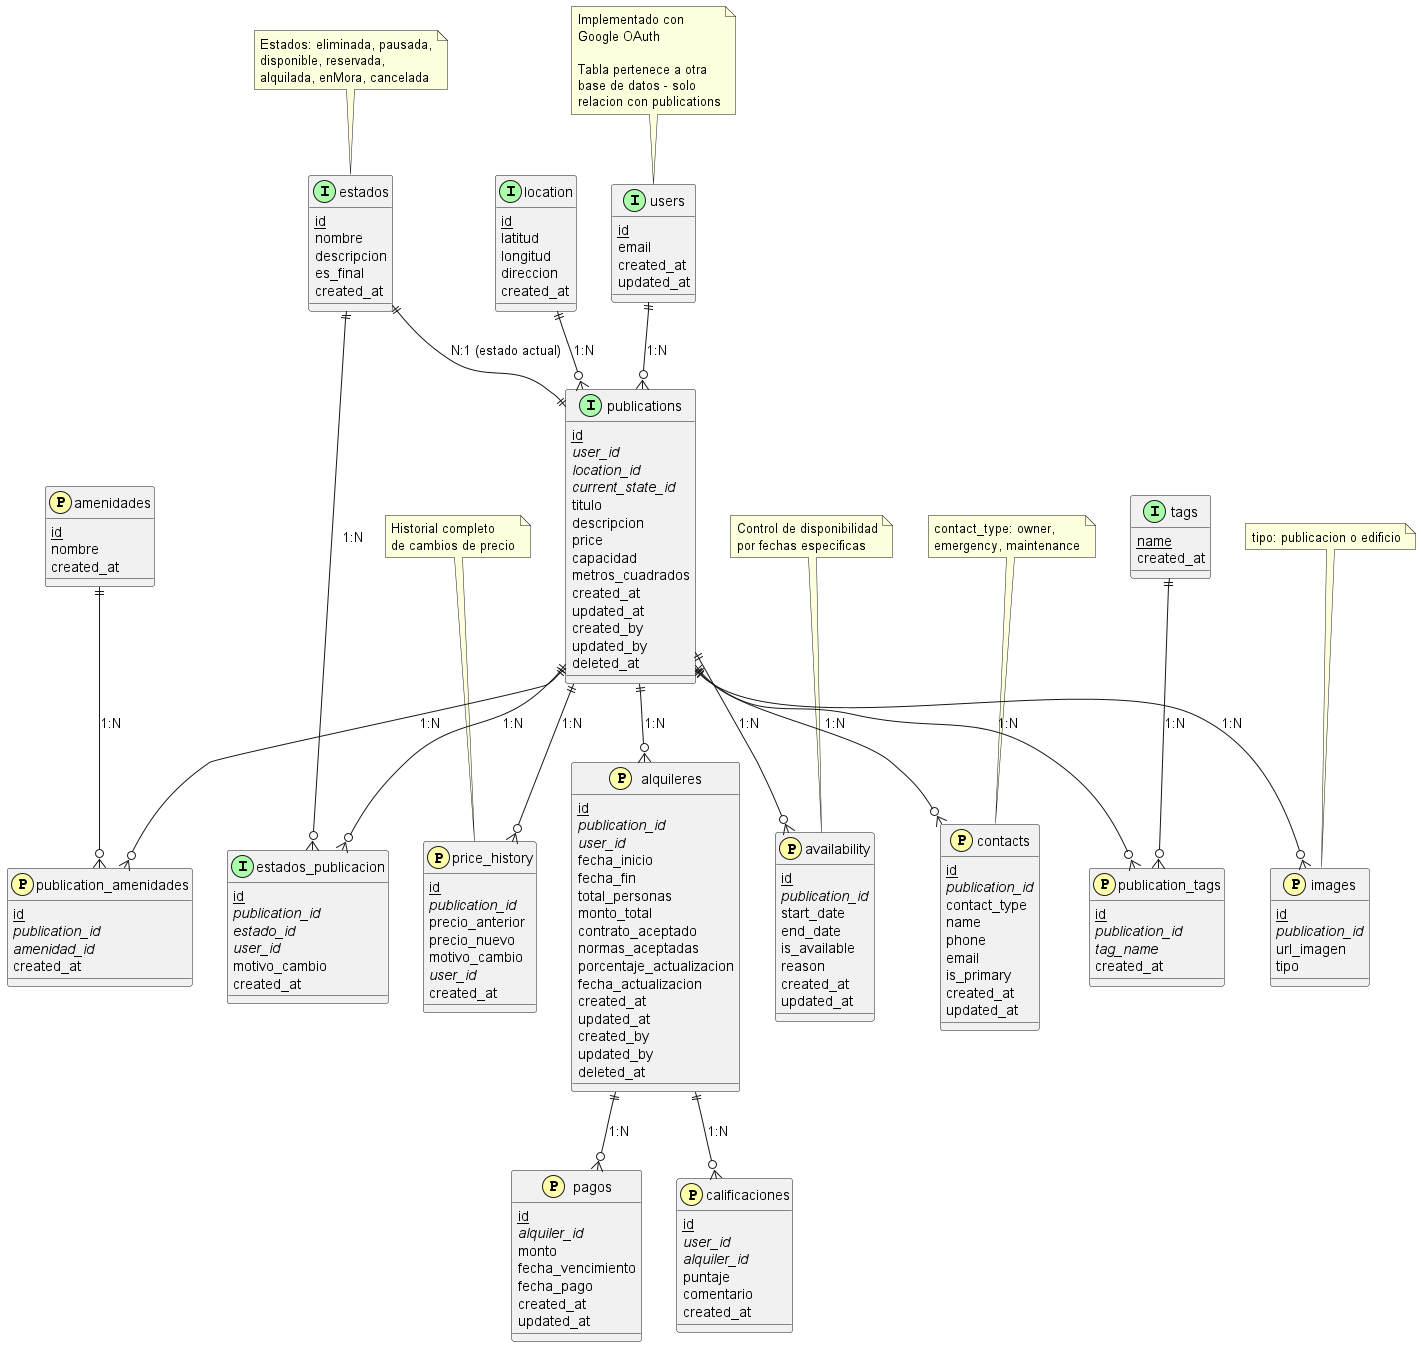 Implementado con
Google OAuth
Tabla pertenece a otra
base de datos - solo
relacion con publications
Estados: eliminada, pausada,
disponible, reservada,
alquilada, enMora, cancelada
I estados
id
nombre
descripcion
es_final
created_at
I location
id
latitud
longitud
direccion
created_at
I users
id
email
created_at
updated_at
N:1 (estado actual)
1:N
1:N
I publications
id
user_id
location_id
current_state_id
titulo
descripcion
price
capacidad
metros_cuadrados
created_at
updated_at
created_by
updated_by
deleted_at
P amenidades
id
nombre
created_at
1:N
Historial completo
de cambios de precio
Control de disponibilidad
por fechas especificas
contact_type: owner,
emergency, maintenance
I tags
name
created_at
tipo: publicacion o edificio
1:N
1:N
1:N
1:N
1:N
1:N
1:N
1:N
1:N
1:N
P publication_amenidades
id
publication_id
amenidad_id
created_at
I estados_publicacion
id
publication_id
estado_id
user_id
motivo_cambio
created_at
P price_history
id
publication_id
precio_anterior
precio_nuevo
motivo_cambio
user_id
created_at
P alquileres
id
publication_id
user_id
fecha_inicio
fecha_fin
total_personas
monto_total
contrato_aceptado
normas_aceptadas
porcentaje_actualizacion
fecha_actualizacion
created_at
updated_at
created_by
updated_by
deleted_at
P availability
id
publication_id
start_date
end_date
is_available
reason
created_at
updated_at
P contacts
id
publication_id
contact_type
name
phone
email
is_primary
created_at
updated_at
P publication_tags
id
publication_id
tag_name
created_at
P images
id
publication_id
url_imagen
tipo
1:N
1:N
P pagos
id
alquiler_id
monto
fecha_vencimiento
fecha_pago
created_at
updated_at
P calificaciones
id
user_id
alquiler_id
puntaje
comentario
created_at